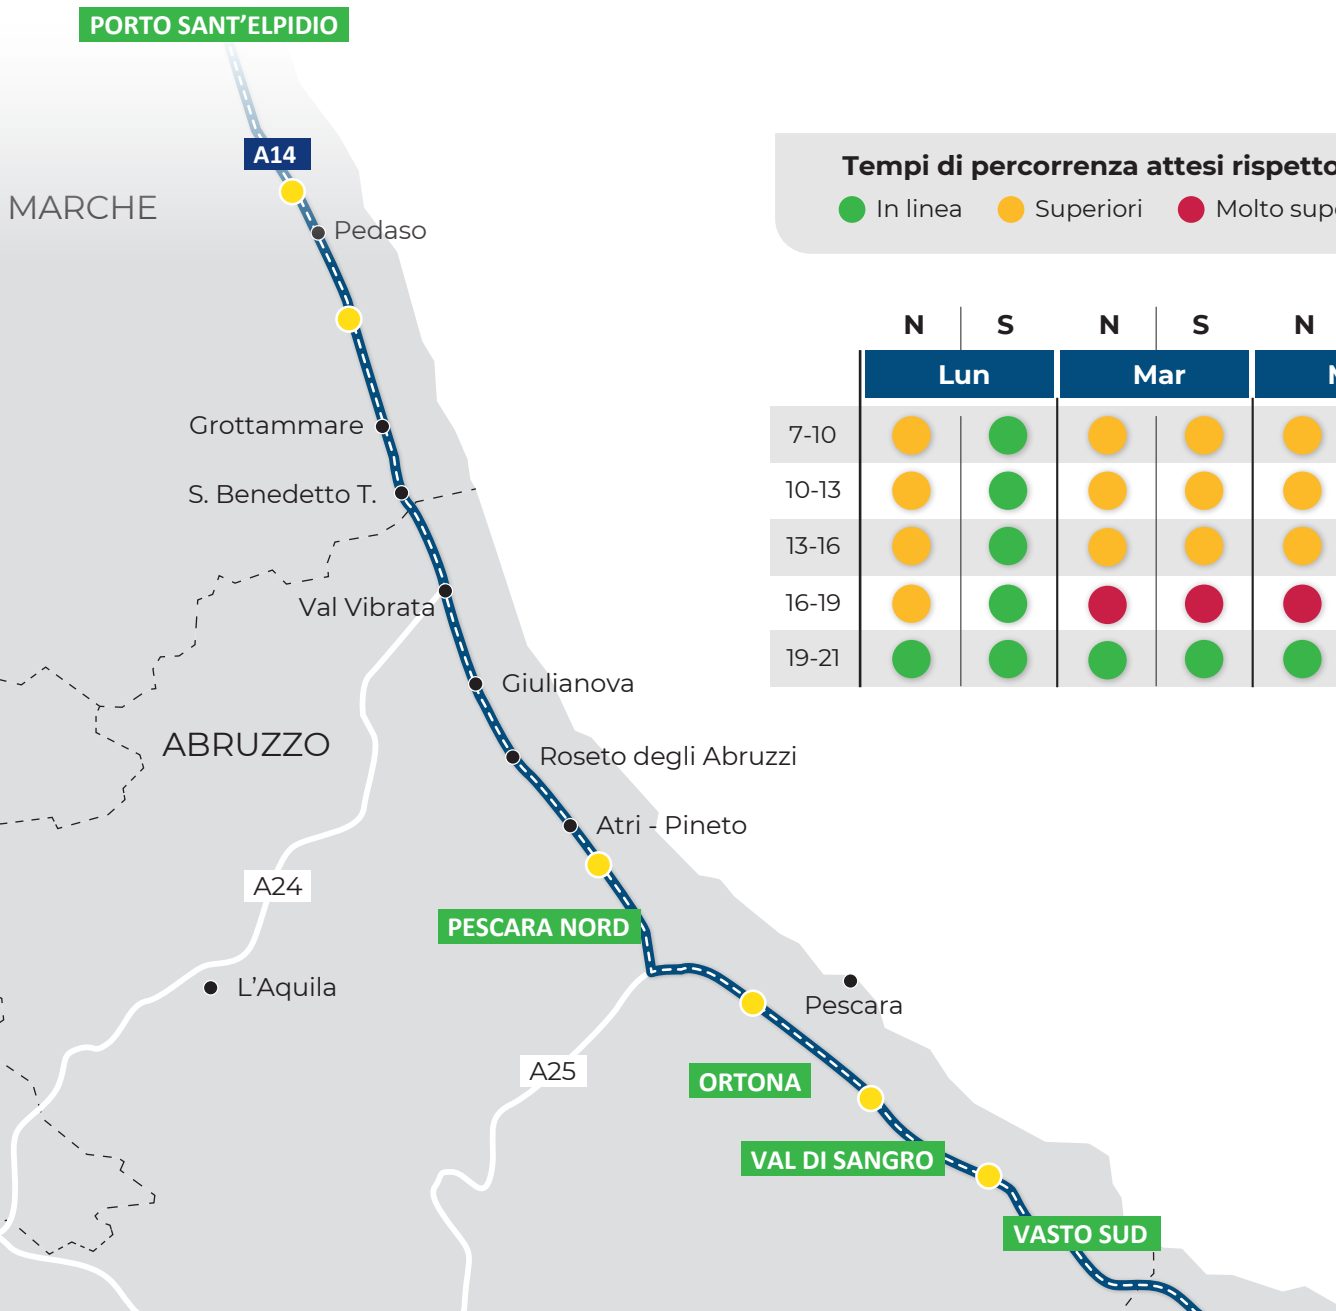 PORTO SANT’ELPIDIO
A14
MARCHE
Pedaso
Tempi di percorrenza attesi rispetto
In linea
Superiori
Molto
N S N S N
Lun Mar
7-10
10-13
13-16
16-19
19-21
Grottammare
S. Benedetto T.
Val Vibrata
Giulianova
ABRUZZO
Roseto degli Abruzzi
Atri - Pineto
A24
PESCARA NORD
L’Aquila
Pescara
A25
ORTONA
VAL DI SANGRO
VASTO SUD